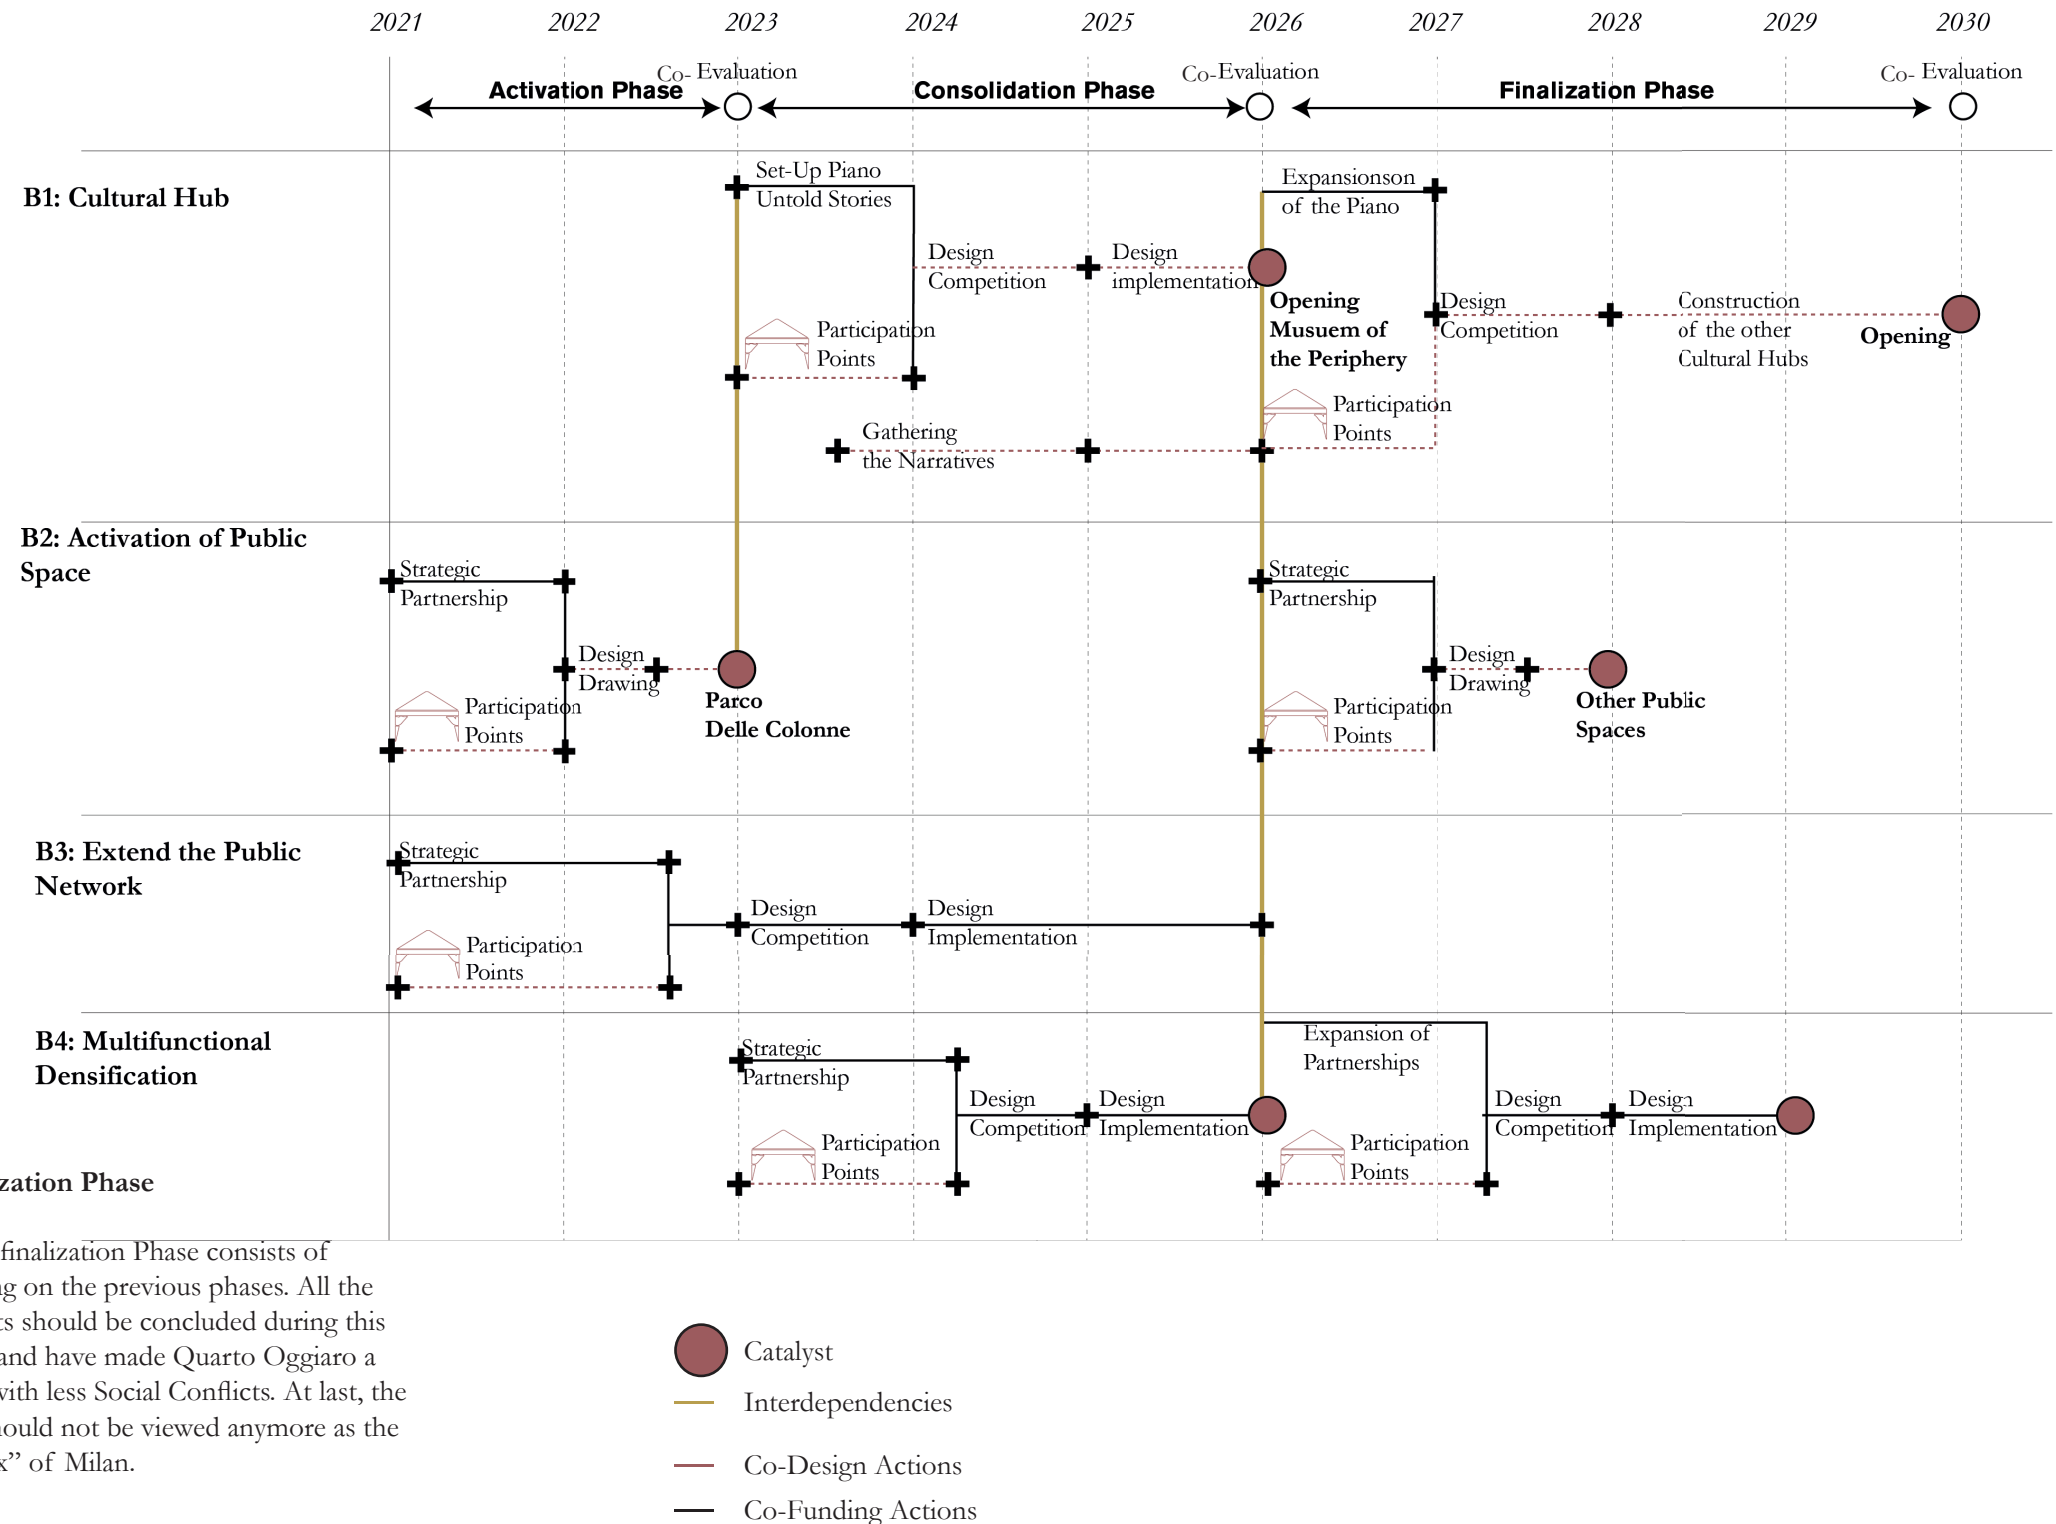 2021 2022 2023 2024 2025 2026 2027 2028 2029 2030
Co- Evaluation
Co- Evaluation
Co- Evaluation
Activation Phase
Consolidation Phase
Finalization Phase
B1: Cultural Hub
Set-Up Piano
Untold Stories
Design
Competition
Design
implementation
Participation
Points
Gathering
the Narratives
Expansionson
of the Piano
Opening
Musuem of
the Periphery
Participation
Points
Design
Competition
Construction
of the other
Cultural Hubs
Opening
B2: Activation of Public
Space
Strategic
Partnership
Design
Drawing
Participation
Points
Parco
Delle Colonne
Strategic
Partnership
Participation
Points
Design
Drawing
Other Public
Spaces
B3: Extend the Public
Network
Strategic
Partnership
Participation
Points
Design
Competition
Design
Implementation
B4: Multifunctional
Densification
Strategic
Partnership
Participation
Points
Design
Competition
Design
Implementation
Expansion of
Partnerships
Participation
Points
Design
Competition
Design
Implementation
zation Phase
finalization Phase consists of
ng on the previous phases. All the
ts should be concluded during this
and have made Quarto Oggiaro a
with less Social Conflicts. At last, the
hould not be viewed anymore as the
x” of Milan.
Catalyst
Interdependencies
Co-Design Actions
Co-Funding Actions